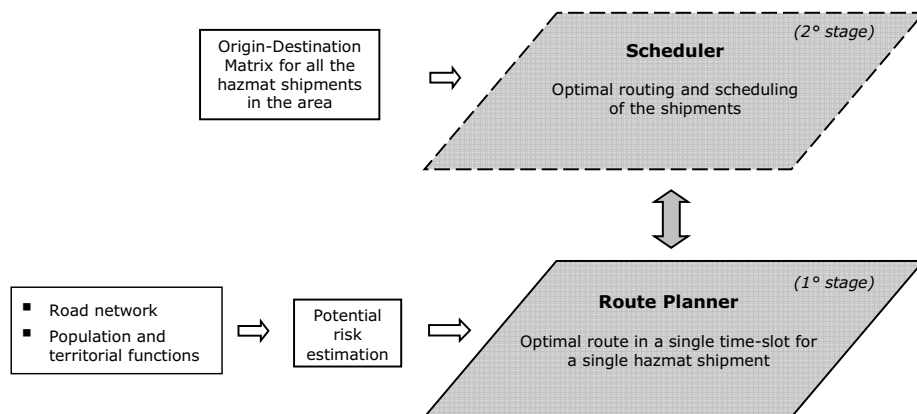 Origin-Destination
Matrix for all the
hazmat shipments
in the area
(2° stage)
Scheduler
Optimal routing and scheduling
of the shipments
Road network
Population and
territorial functions
Potential
risk
estimation
(1° stage)
Route Planner
Optimal route in a single time-slot for
a single hazmat shipment